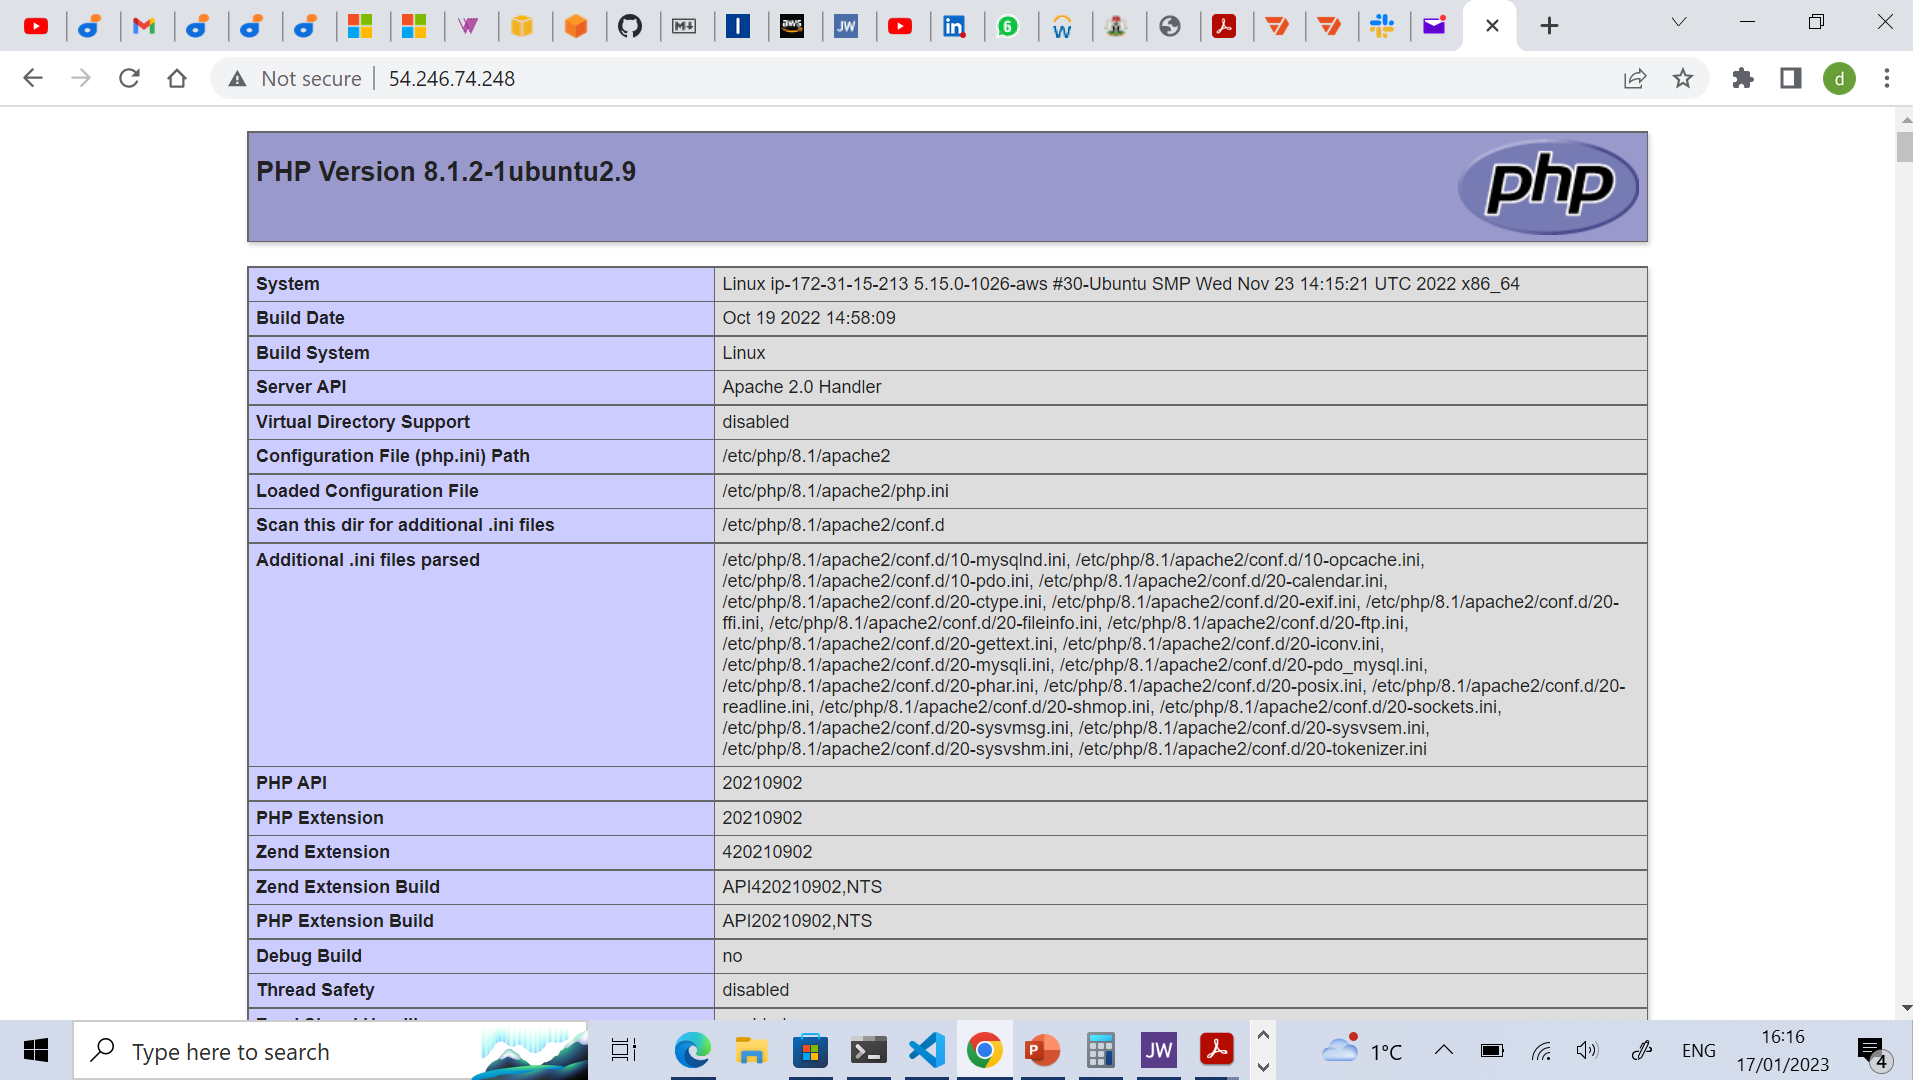 W
M
aws
JW
in
6
W
Not secure
54.246.74.248
d
PHP Version 8.1.2-1ubuntu2.9
php
System
Linux ip-172-31-15-213 5.15.0-1026-aws #30-Ubuntu SMP Wed Nov 23 14:15:21 UTC 2022 x86_64
Build Date
Oct 19 2022 14:58:09
Build System
Linux
Server API
Apache 2.0 Handler
Virtual Directory Support
disabled
Configuration File (php.ini) Path
/etc/php/8.1/apache2
Loaded Configuration File
/etc/php/8.1/apache2/php.ini
Scan this dir for additional .ini files
/etc/php/8.1/apache2/conf.d
Additional .ini files parsed
/etc/php/8.1/apache2/conf.d/10-mysqlnd.ini, /etc/php/8.1/apache2/conf.d/10-opcache.ini,
/etc/php/8.1/apache2/conf.d/10-pdo.ini, /etc/php/8.1/apache2/conf.d/20-calendar.ini,
/etc/php/8.1/apache2/conf.d/20-ctype.ini, /etc/php/8.1/apache2/conf.d/20-exif.ini, /etc/php/8.1/apache2/conf.d/20-
ffi.ini, /etc/php/8.1/apache2/conf.d/20-fileinfo.ini, /etc/php/8.1/apache2/conf.d/20-ftp.ini,
/etc/php/8.1/apache2/conf.d/20-gettext.ini, /etc/php/8.1/apache2/conf.d/20-iconv.ini,
/etc/php/8.1/apache2/conf.d/20-mysqli.ini, /etc/php/8.1/apache2/conf.d/20-pdo_mysql.ini,
/etc/php/8.1/apache2/conf.d/20-phar.ini, /etc/php/8.1/apache2/conf.d/20-posix.ini, /etc/php/8.1/apache2/conf.d/20-
readline.ini, /etc/php/8.1/apache2/conf.d/20-shmop.ini, /etc/php/8.1/apache2/conf.d/20-sockets.ini,
/etc/php/8.1/apache2/conf.d/20-sysvmsg.ini, /etc/php/8.1/apache2/conf.d/20-sysvsem.ini,
/etc/php/8.1/apache2/conf.d/20-sysvshm.ini, /etc/php/8.1/apache2/conf.d/20-tokenizer.ini
PHP API
20210902
PHP Extension
20210902
Zend Extension
420210902
Zend Extension Build
API420210902,NTS
PHP Extension Build
API20210902,NTS
Debug Build
no
Thread Safety
disabled
Type here to search
P
JW
1°C
ENG
16:16
17/01/2023
4